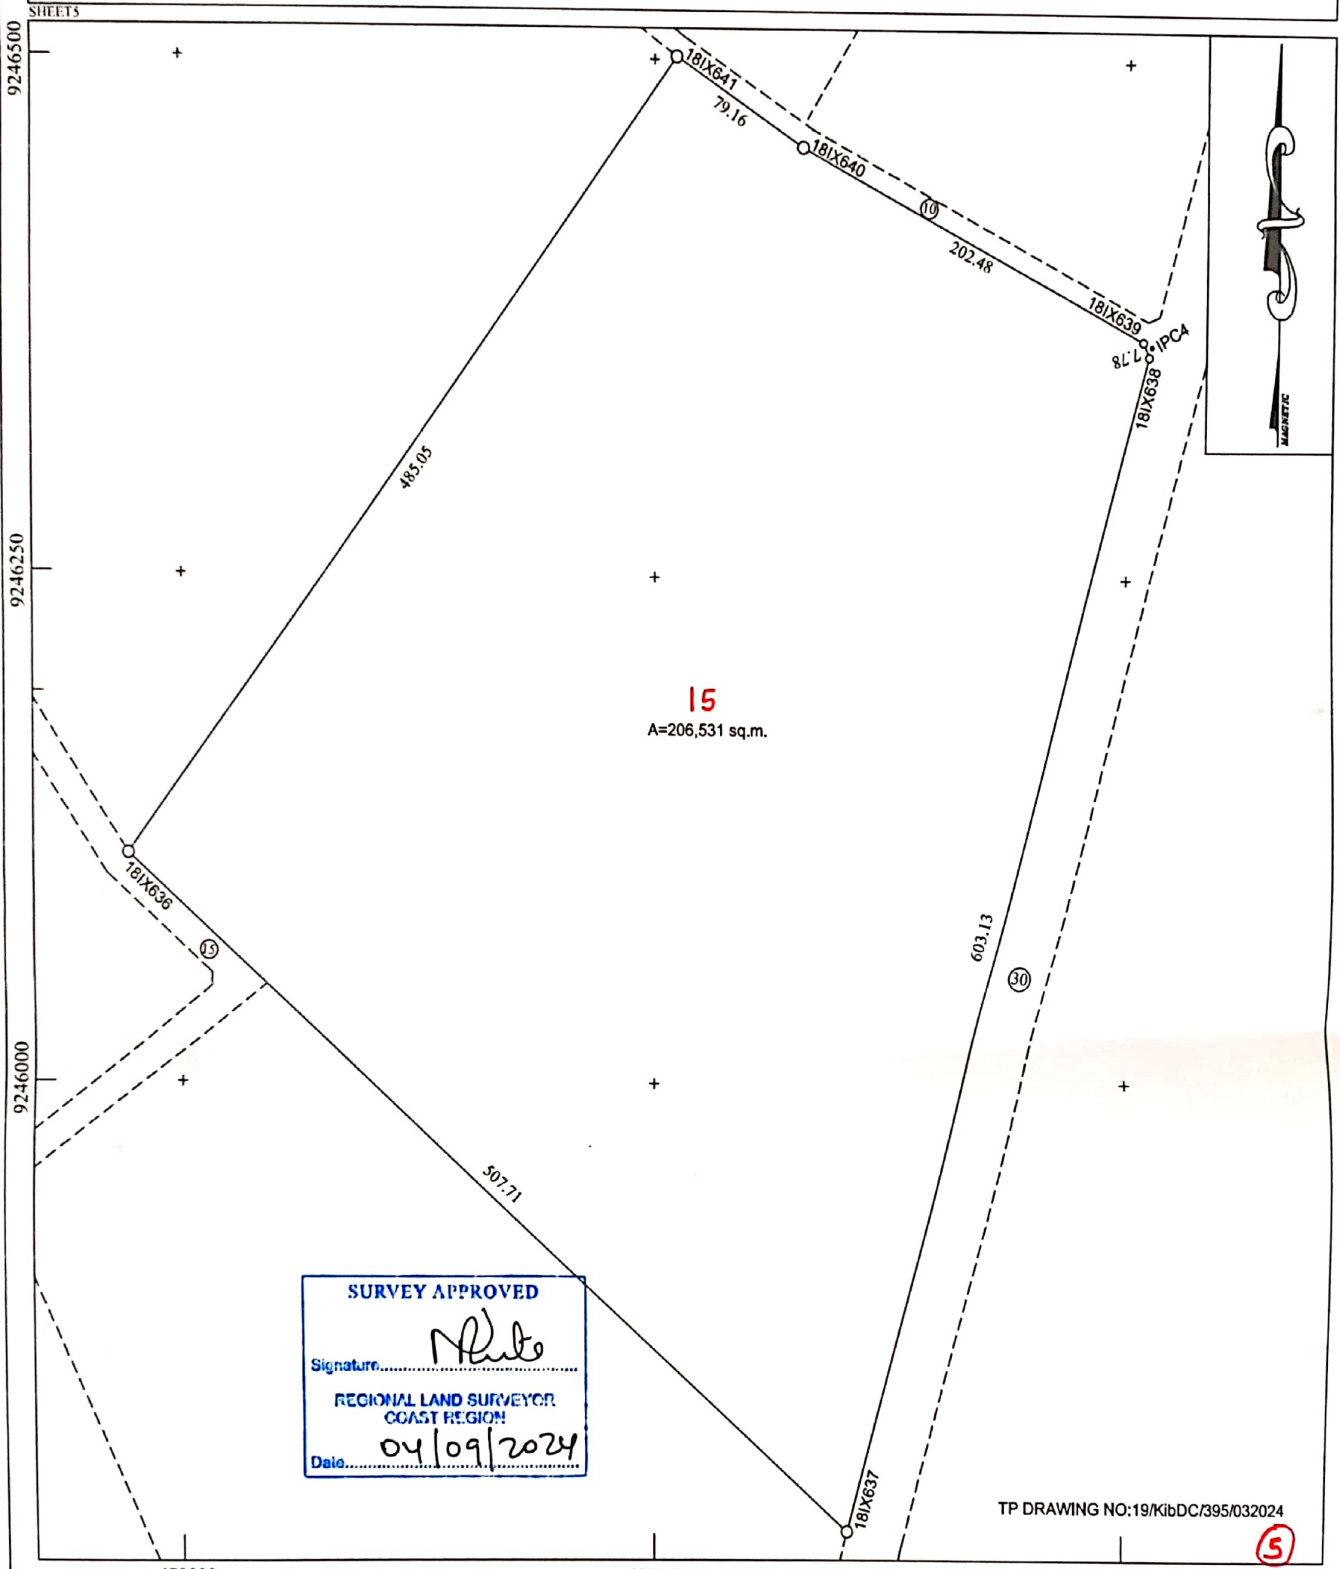 SHEET5
9246500
18IX641
79.16
18IX640
10
202.48
18IX639
IPC4
7.78
18IX638
MAGNETIC
485.05
9246250
15
A=206,531 sq.m.
18IX636
15
603.13
30
9246000
507.71
SURVEY APPROVED
Signature
REGIONAL LAND SURVEYOR
COAST REGION
Date 04/09/2024
18IX637
TP DRAWING NO:19/KibDC/395/032024
5